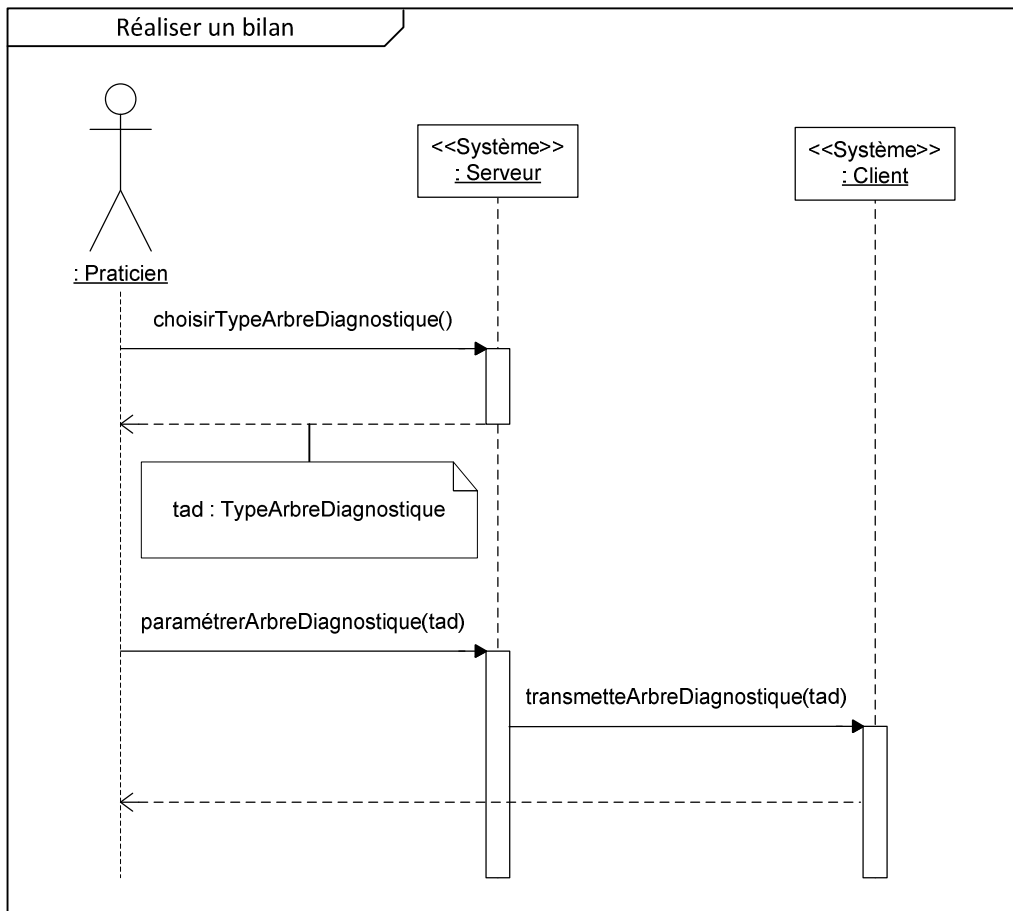 Réaliser un bilan
<<Système>>
: Serveur
<<Système>>
: Client
: Praticien
choisirTypeArbreDiagnostique()
tad : TypeArbreDiagnostique
paramétrerArbreDiagnostique(tad)
transmetteArbreDiagnostique(tad)